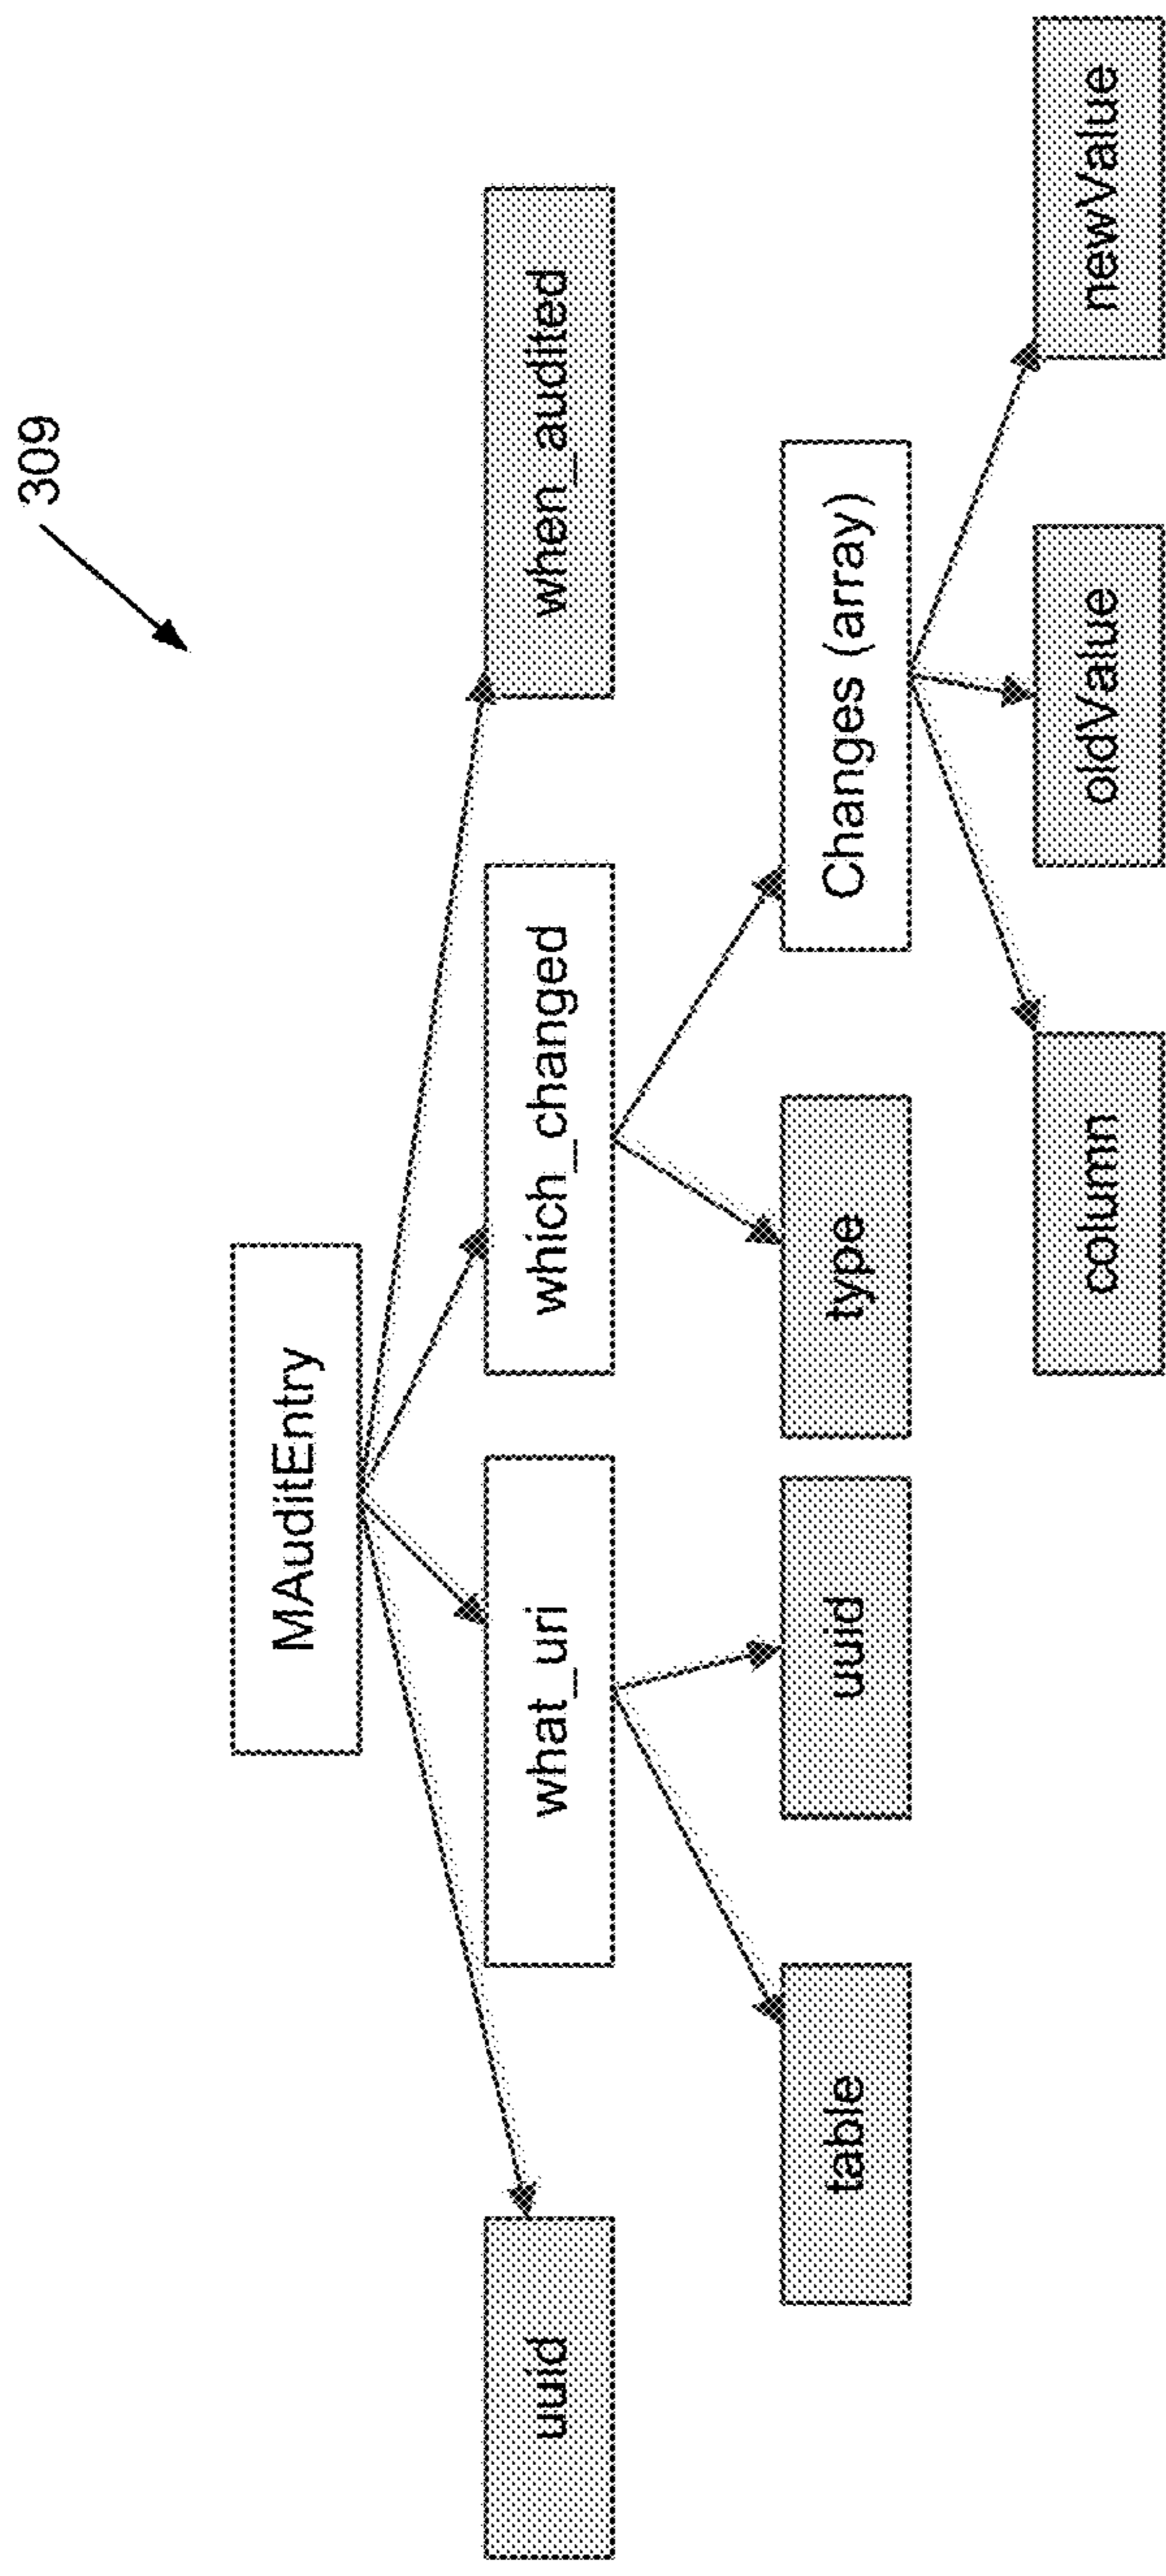 309
MAuditEntry
uuid
what_uri
which_changed
when_audited
table
uuid
type
Changes (array)
column
oldValue
newValue